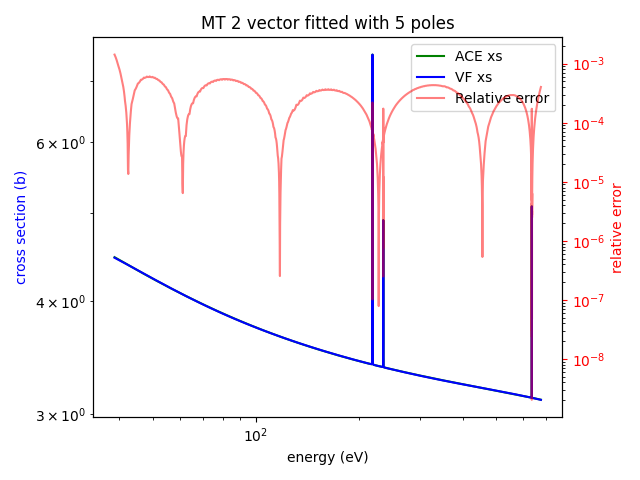 MT 2 vector fitted with 5 poles
ACE xs
VF xs
Relative error
cross section (b)
6 × 10⁰
4 × 10⁰
3 × 10⁰
10⁻³
10⁻⁴
10⁻⁵
10⁻⁶
10⁻⁷
10⁻⁸
relative error
10²
energy (eV)